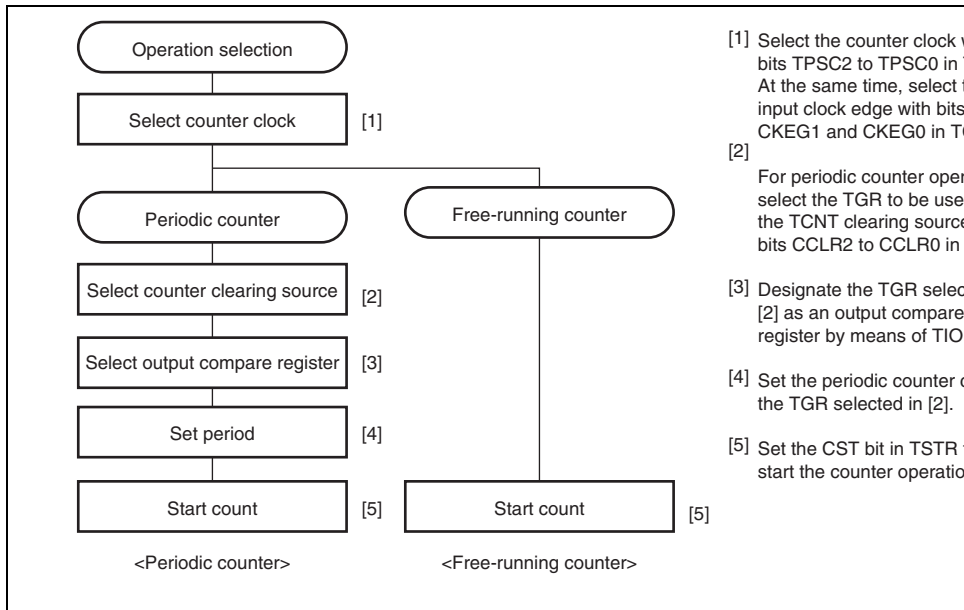 Operation selection
Select counter clock
[1]
Periodic counter
Free-running counter
Select counter clearing source
[2]
Select output compare register
[3]
Set period
[4]
Start count
[5]
Start count
[5]
<Periodic counter>
<Free-running counter>
[1] Select the counter clock
bits TPSC2 to TPSC0 in
At the same time, select
input clock edge with bits
CKEG1 and CKEG0 in
[2]
For periodic counter
select the TGR to be
the TCNT clearing source
bits CCLR2 to CCLR0 in
[3] Designate the TGR
[2] as an output compare
register by means of
[4] Set the periodic counter
the TGR selected in [2].
[5] Set the CST bit in TSTR
start the counter